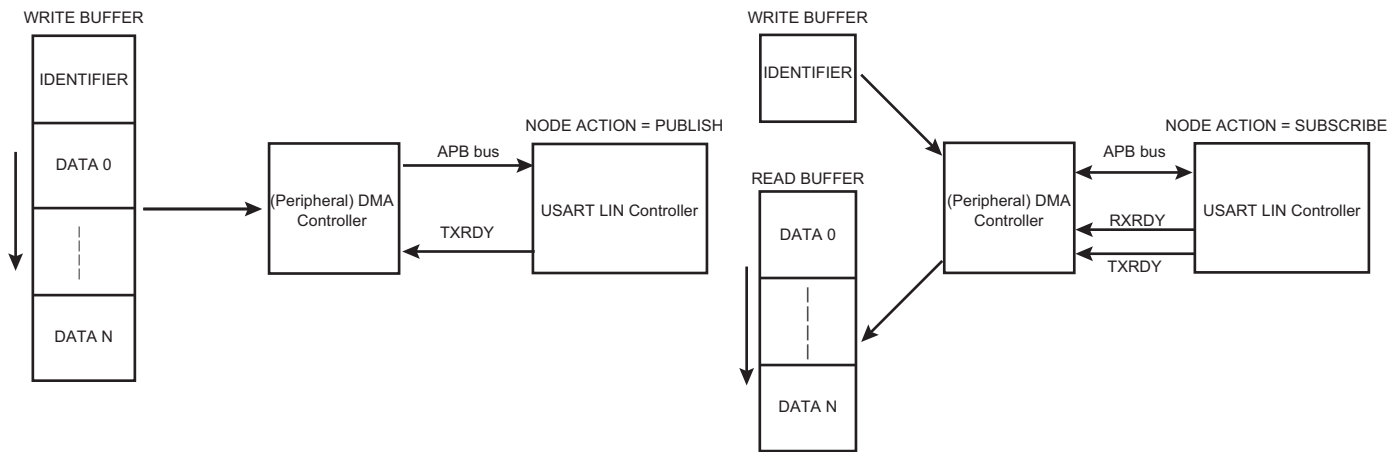 WRITE BUFFER
IDENTIFIER
DATA 0
DATA N
(Peripheral) DMA
Controller
APB bus
TXRDY
NODE ACTION = PUBLISH
USART LIN Controller
WRITE BUFFER
IDENTIFIER
READ BUFFER
DATA 0
DATA N
(Peripheral) DMA
Controller
APB bus
RXRDY
TXRDY
NODE ACTION = SUBSCRIBE
USART LIN Controller